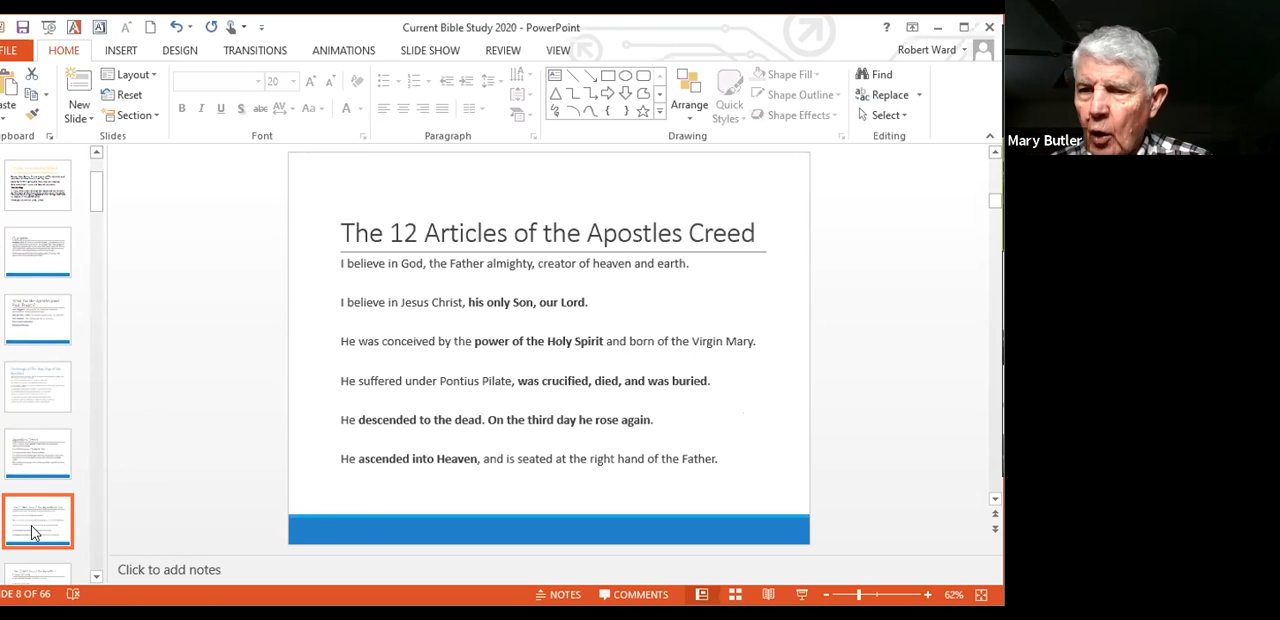 Current Bible Study 2020 - PowerPoint
?
FILE HOME INSERT DESIGN TRANSITIONS ANIMATIONS SLIDE SHOW REVIEW VIEW
Robert Ward
Layout
Reset
Section
New
Slide
20
B I U S abc AV Aa A
Arrange
Quick
Styles
Shape Fill
Shape Outline
Shape Effects
Find
Replace
Select
Slides Font Paragraph Drawing Editing
Mary Butler
The 12 Articles of the Apostles Creed
I believe in God, the Father almighty, creator of heaven and earth.
I believe in Jesus Christ, his only Son, our Lord.
He was conceived by the power of the Holy Spirit and born of the Virgin Mary.
He suffered under Pontius Pilate, was crucified, died, and was buried.
He descended to the dead. On the third day he rose again.
He ascended into Heaven, and is seated at the right hand of the Father.
Click to add notes
IDE 8 OF 66
NOTES
COMMENTS
62%